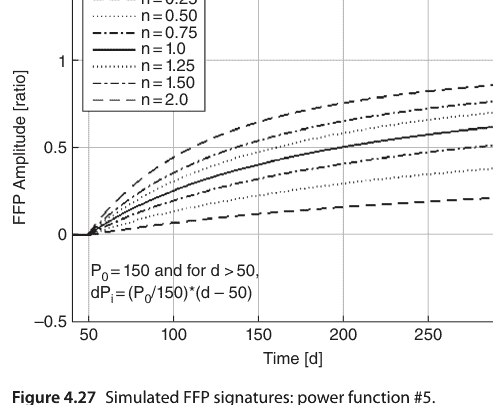 n=0.25
n=0.50
n=0.75
n=1.0
n=1.25
n=1.50
n=2.0
FFP Amplitude [ratio]
1
0.5
0
−0.5
P0=150 and for d>50,
dPi=(P0/150)*(d−50)
50 100 150 200 250
Time [d]
Figure 4.27 Simulated FFP signatures: power function #5.